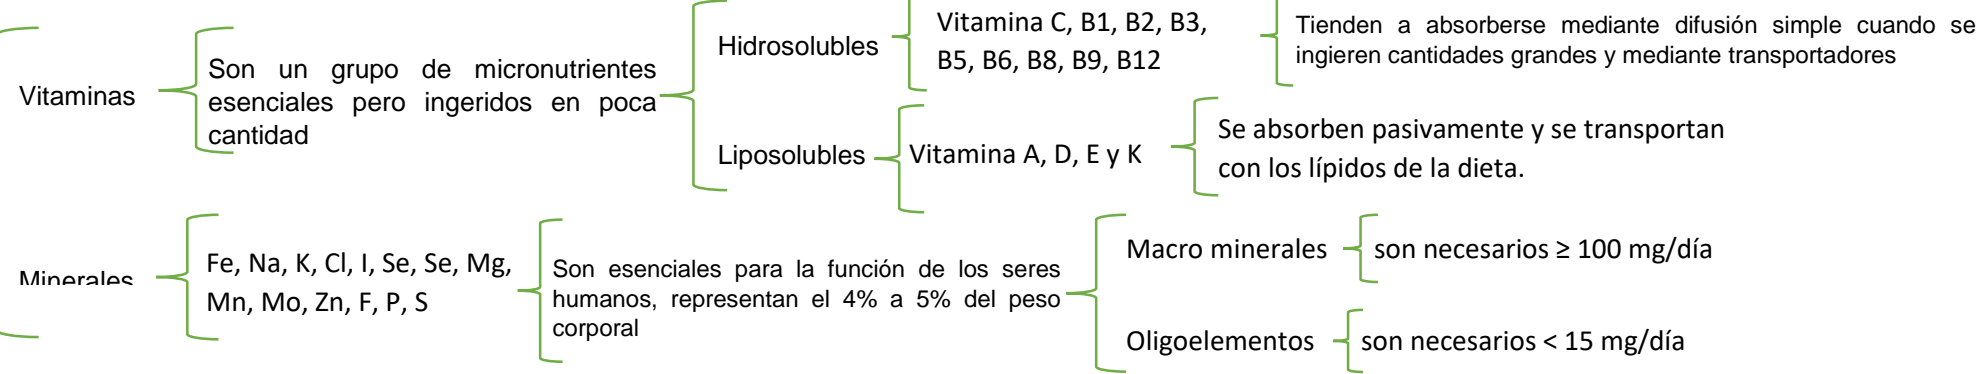 Vitaminas
Son un grupo de micronutrientes
esenciales pero ingeridos en poca
cantidad
Hidrosolubles
Vitamina C, B1, B2, B3,
B5, B6, B8, B9, B12
Tienden a absorberse mediante difusión simple cuando se
ingieren cantidades grandes y mediante transportadores
Liposolubles
Vitamina A, D, E y K
Se absorben pasivamente y se transportan
con los lípidos de la dieta.
Minerales
Fe, Na, K, Cl, I, Se, Se, Mg,
Mn, Mo, Zn, F, P, S
Son esenciales para la función de los seres
humanos, representan el 4% a 5% del peso
corporal
Macro minerales
son necesarios ≥ 100 mg/día
Oligoelementos
son necesarios < 15 mg/día